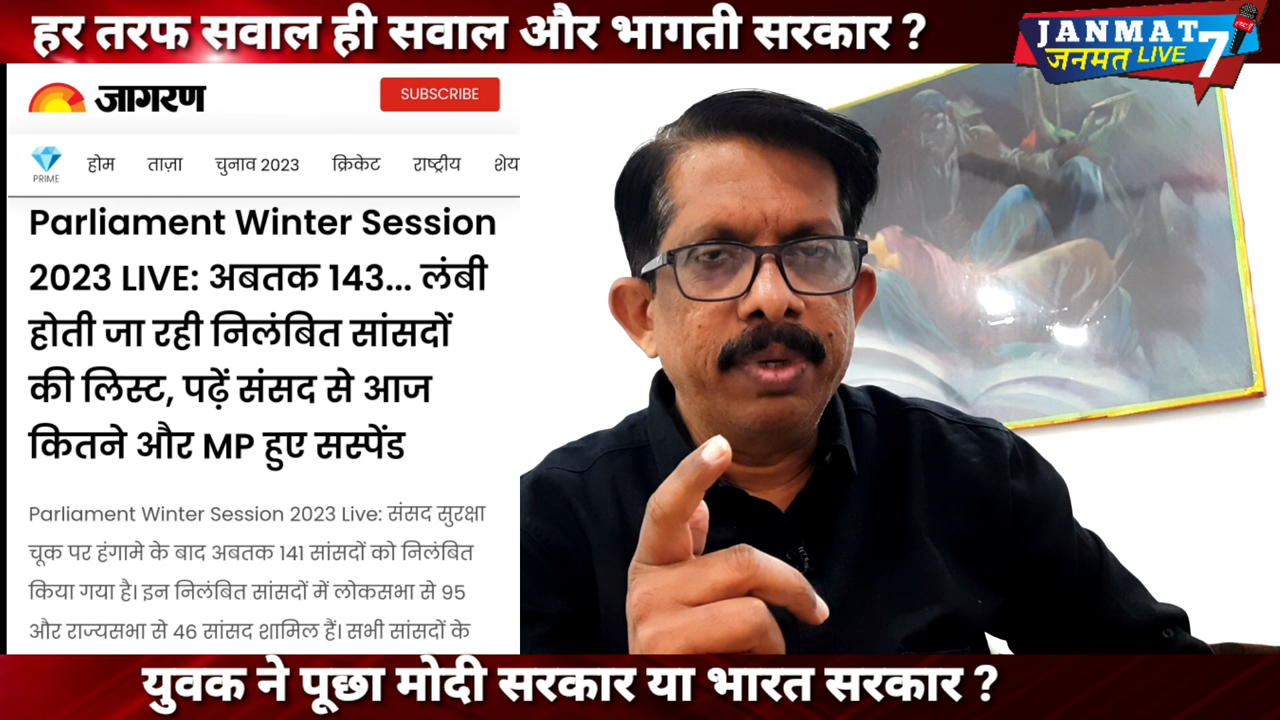 हर तरफ सवाल ही सवाल और भागती सरकार ?
JANMAT
जनमत LIVE 7
जागरण
SUBSCRIBE
PRIME होम ताज़ा चुनाव 2023 क्रिकेट राष्ट्रीय शेय
Parliament Winter Session
2023 LIVE: अबतक 143... लंबी
होती जा रही निलंबित सांसदों
की लिस्ट, पढ़ें संसद से आज
कितने और MP हुए सस्पेंड
Parliament Winter Session 2023 Live: संसद सुरक्षा
चूक पर हंगामे के बाद अबतक 141 सांसदों को निलंबित
किया गया है। इन निलंबित सांसदों में लोकसभा से 95
और राज्यसभा से 46 सांसद शामिल हैं। सभी सांसदों के
युवक ने पूछा मोदी सरकार या भारत सरकार ?